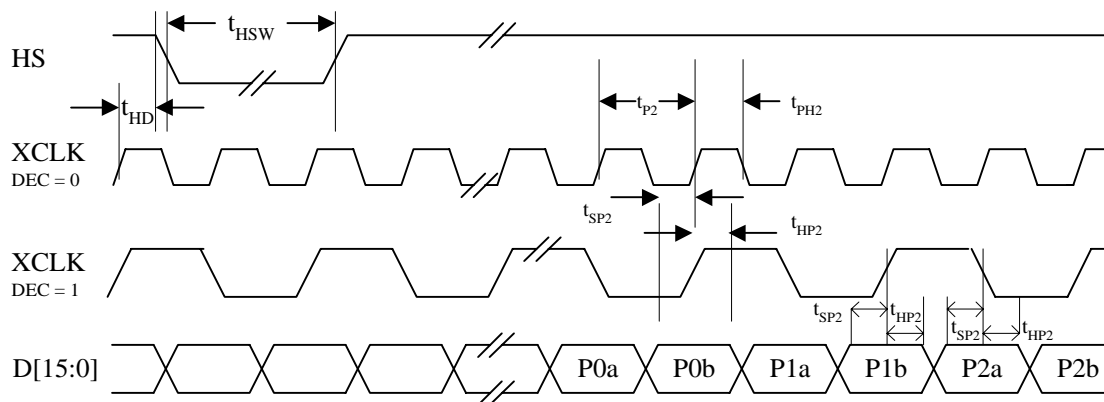 t_HSW
HS
t_HD
t_P2
t_PH2
XCLK
DEC = 0
t_SP2
t_HP2
XCLK
DEC = 1
t_SP2 t_HP2 t_SP2 t_HP2
D[15:0] P0a P0b P1a P1b P2a P2b